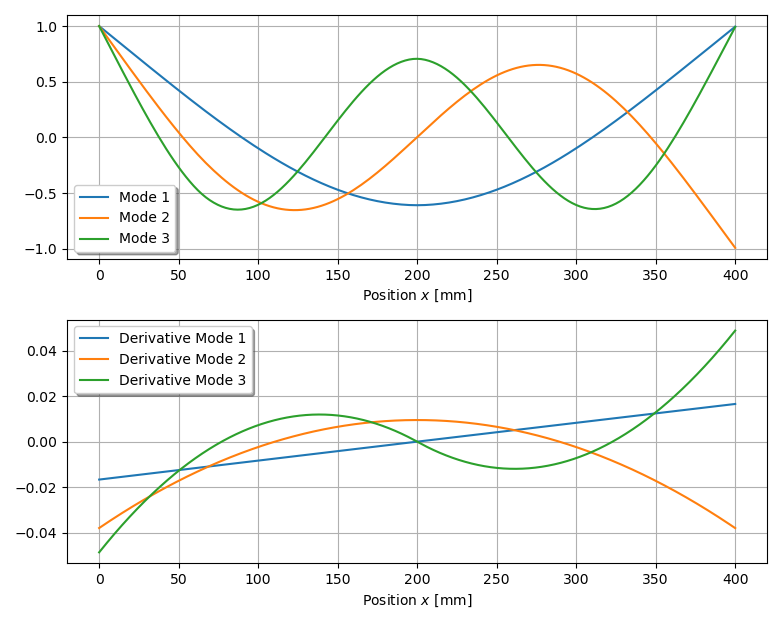 1.0
0.5
0.0
−0.5
−1.0
Mode 1
Mode 2
Mode 3
0 50 100 150 200 250 300 350 400
Position x [mm]
Derivative Mode 1
Derivative Mode 2
Derivative Mode 3
0.04
0.02
0.00
−0.02
−0.04
0 50 100 150 200 250 300 350 400
Position x [mm]